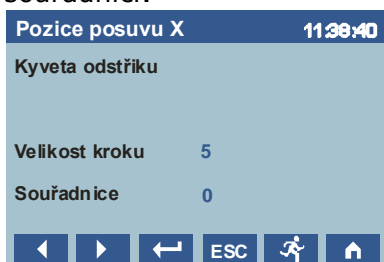 Pozice posuvu X 11:38:40
Kyveta odstřiku
Velikost kroku 5
Souřadnice 0
ESC